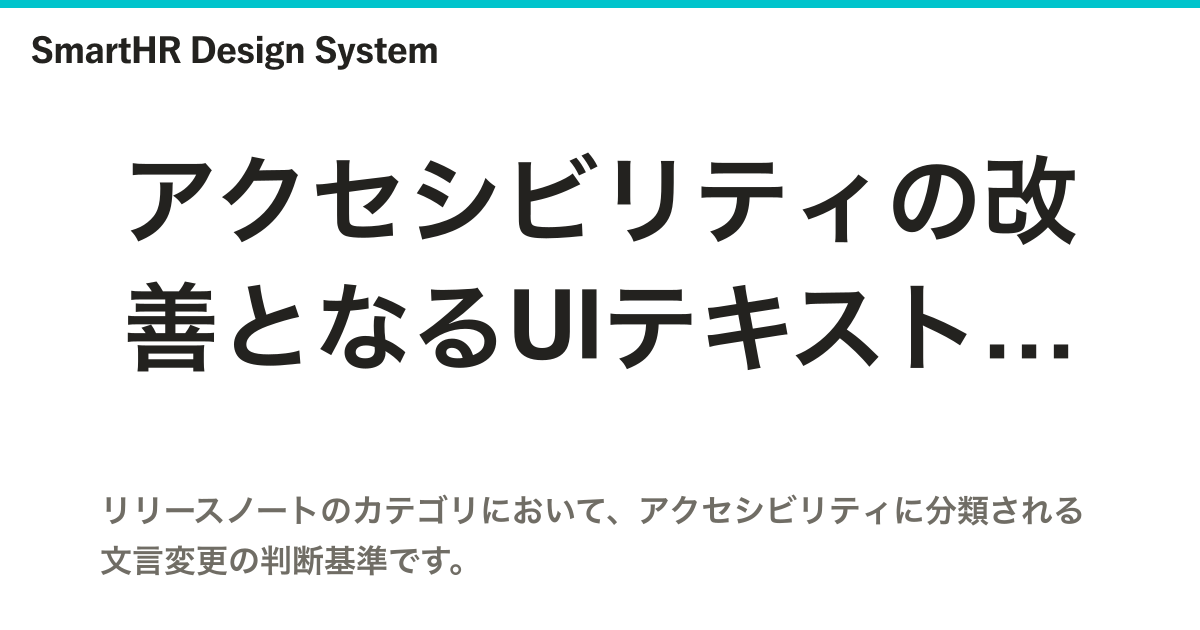 SmartHR Design System
アクセシビリティの改
善となるUIテキスト…
リリースノートのカテゴリにおいて、アクセシビリティに分類される
文言変更の判断基準です。